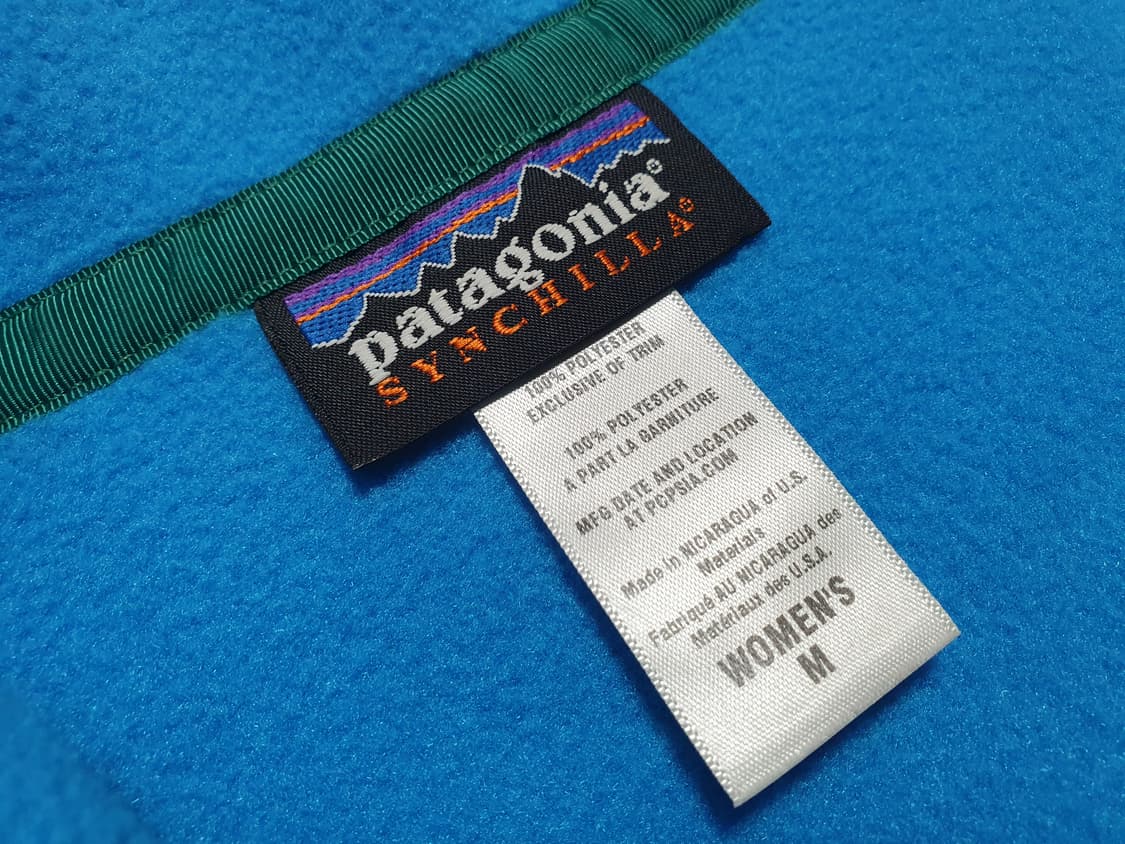 patagonia®
SYNCHILLA®
100% POLYESTER
EXCLUSIVE OF TRIM
100% POLYESTER
A PART LA GARNITURE
MFG DATE AND LOCATION
AT PCPSIA.COM
Made in NICARAGUA of U.S.
Materials
Fabriqué AU NICARAGUA des
Matériaux des U.S.A.
WOMEN'S
M